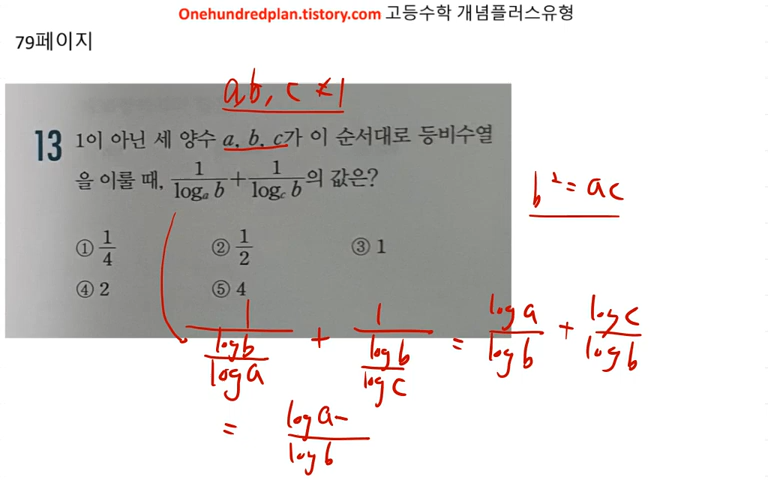 Onehundredplan.tistory.com 고등수학 개념플러스유형
79페이지
a, b, c ≠ 1
13 1이 아닌 세 양수 a, b, c가 이 순서대로 등비수열
을 이룰 때, 1/log_a b + 1/log_c b의 값은?
b² = ac
① 1/4 ② 1/2 ③ 1
④ 2 ⑤ 4
1/(log b/log a) + 1/(log b/log c) = log a/log b + log c/log b
= log a/log b